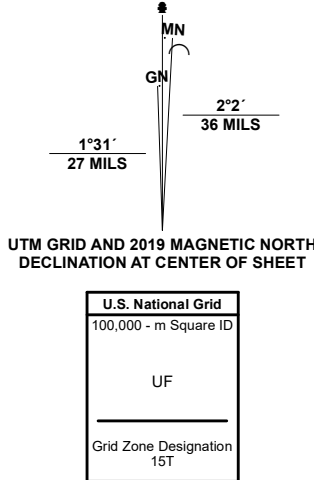 MN
GN
2°2´
36 MILS
1°31´
27 MILS
UTM GRID AND 2019 MAGNETIC NORTH
DECLINATION AT CENTER OF SHEET
U.S. National Grid
100,000 - m Square ID
UF
Grid Zone Designation
15T